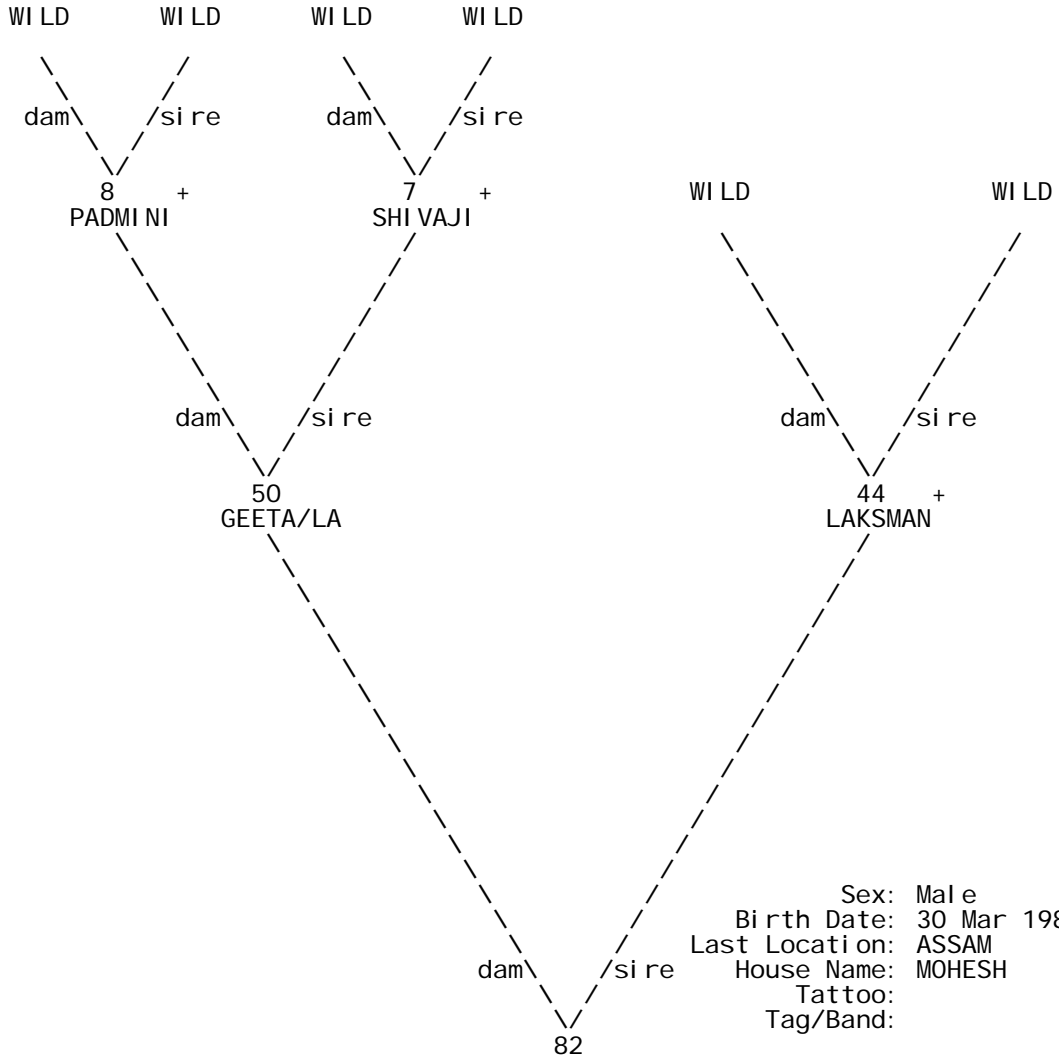 WILD WILD WILD WILD
dam sire dam sire
8 + 7 + WILD WILD
PADMINI SHIVAJI
dam sire dam sire
50 44 +
GEETA/LA LAKSMAN
Sex: Male
Birth Date: 30 Mar 198
Last Location: ASSAM
dam sire House Name: MOHESH
Tattoo:
Tag/Band:
82